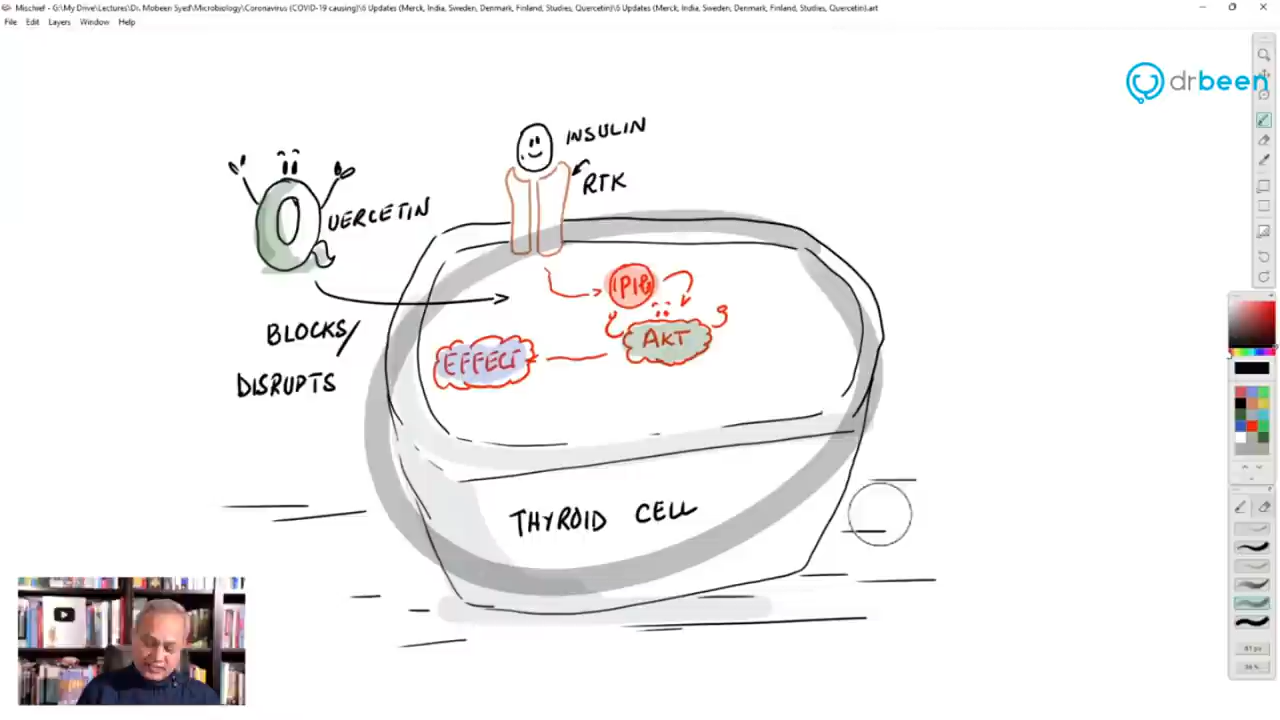 Mischief - G:\My Drive\Lectures\Dr. Mobeen Syed\Microbiology\Coronavirus (COVID-19 causing)\6 Updates (Merck, India, Sweden, Denmark, Finland, Studies, Quercetin)\6 Updates (Merck, India, Sweden, Denmark, Finland, Studies, Quercetin).art
File Edit Layers Window Help
drbeen
INSULIN
RTK
QUERCETIN
BLOCKS/
DISRUPTS
AKT
EFFECT
THYROID CELL